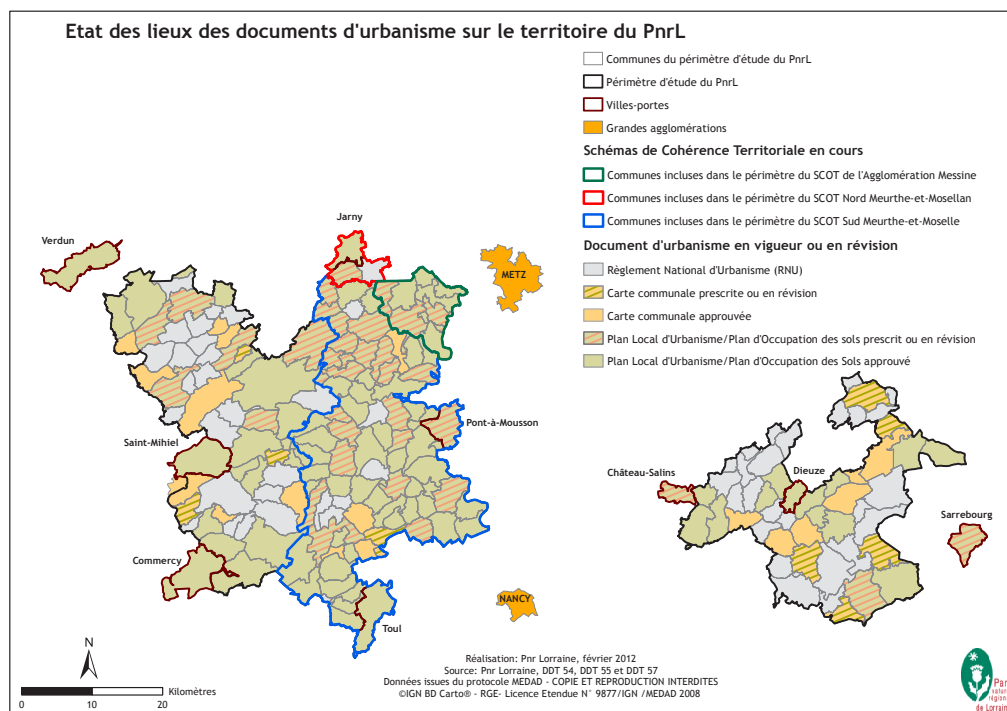 Etat des lieux des documents d'urbanisme sur le territoire du PnrL
Communes du périmètre d'étude du PnrL
Périmètre d'étude du PnrL
Villes-portes
Grandes agglomérations
Schémas de Cohérence Territoriale en cours
Communes incluses dans le périmètre du SCOT de l'Agglomération Messine
Communes incluses dans le périmètre du SCOT Nord Meurthe-et-Mosellan
Communes incluses dans le périmètre du SCOT Sud Meurthe-et-Moselle
Document d'urbanisme en vigueur ou en révision
Règlement National d'Urbanisme (RNU)
Carte communale prescrite ou en révision
Carte communale approuvée
Plan Local d'Urbanisme/Plan d'Occupation des sols prescrit ou en révision
Plan Local d'Urbanisme/Plan d'Occupation des Sols approuvé
Jarny
Verdun
METZ
Pont-à-Mousson
Saint-Mihiel
Château-Salins
Dieuze
Sarrebourg
Commercy
NANCY
Toul
N
Kilomètres
0 10 20
Réalisation: Pnr Lorraine, février 2012
Source: Pnr Lorraine, DDT 54, DDT 55 et DDT 57
Données issues du protocole MEDAD - COPIE ET REPRODUCTION INTERDITES
©IGN BD Carto® - RGE- Licence Etendue N° 9877/IGN /MEDAD 2008
Parc
naturel
régional
de Lorraine